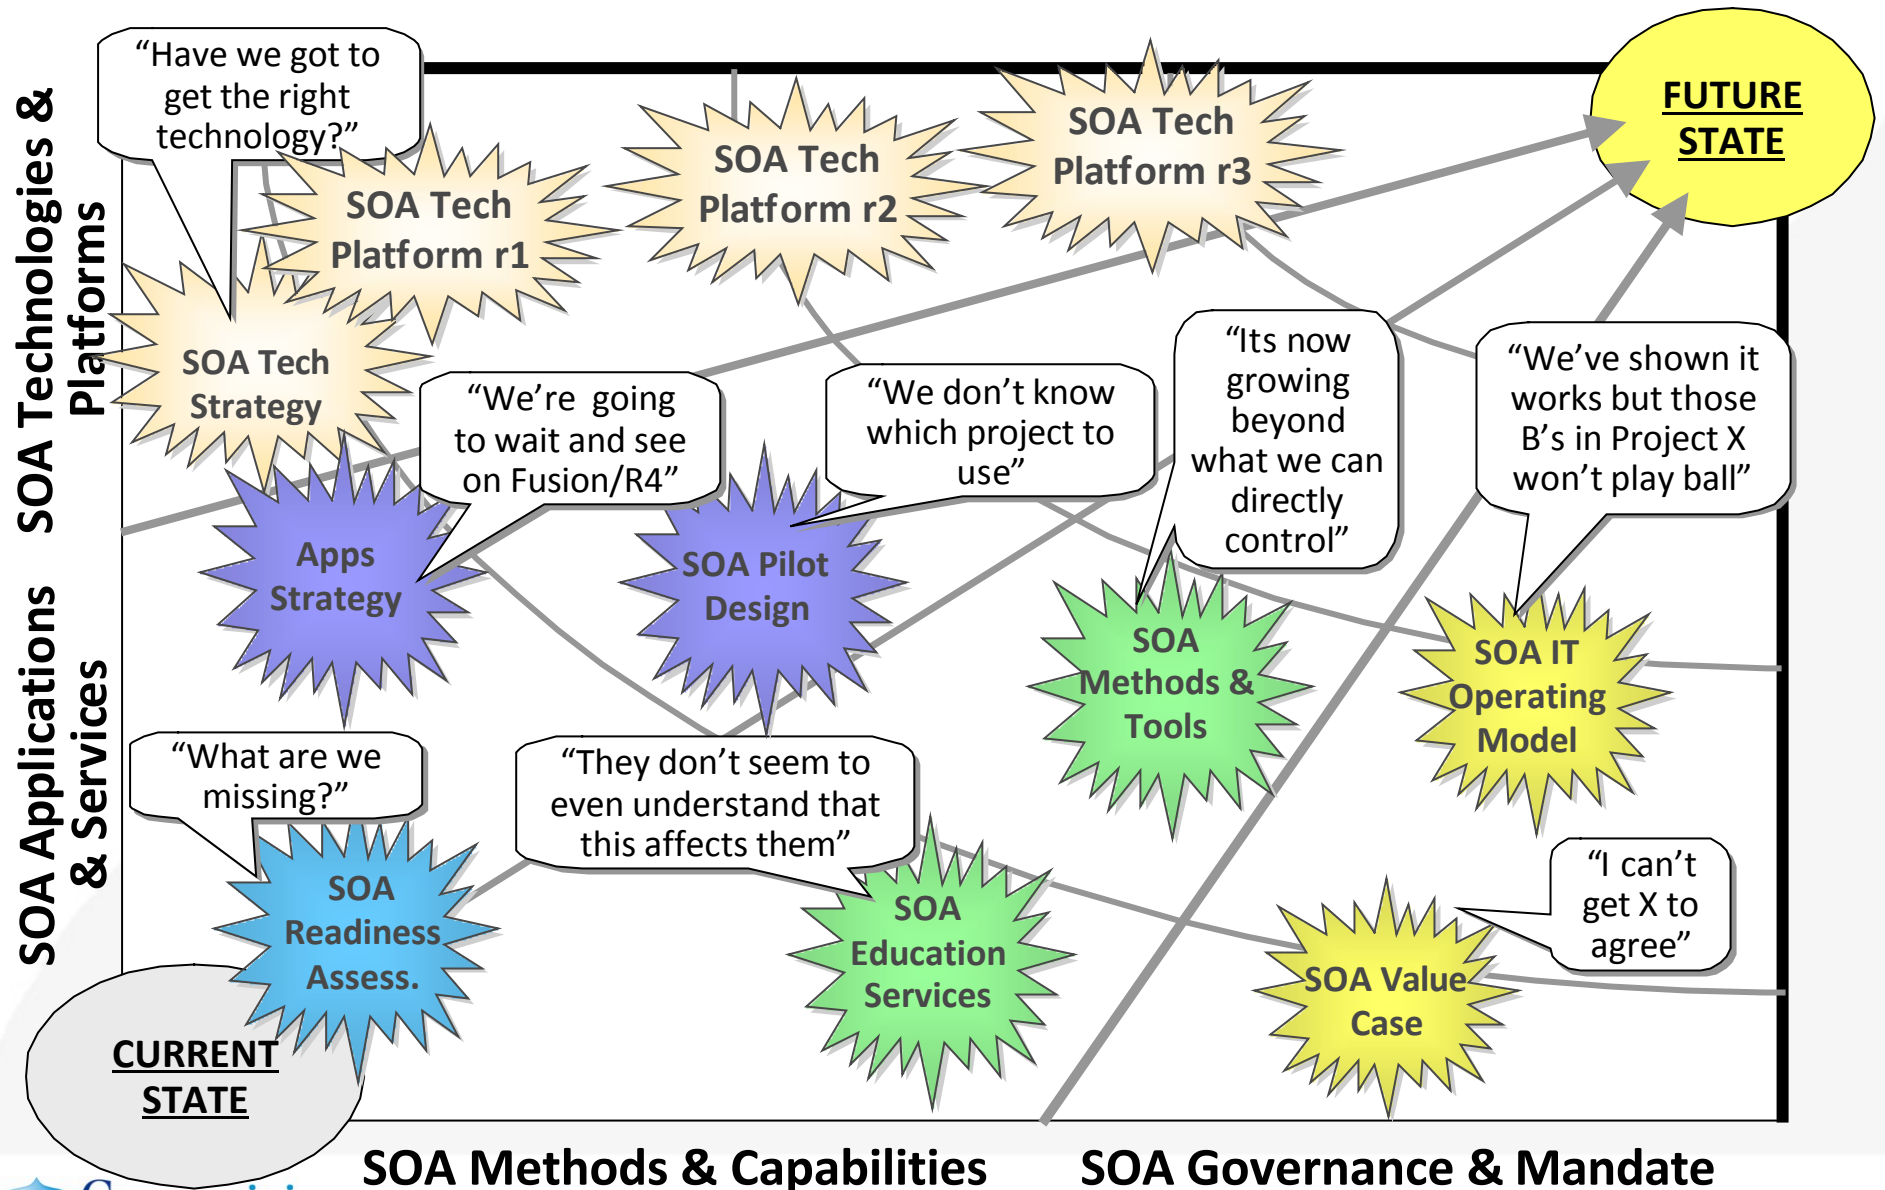 “Have we got to
get the right
technology?”
FUTURE
STATE
SOA Tech
Platform r1
SOA Tech
Platform r2
SOA Tech
Platform r3
SOA Tech
Strategy
“We’re going
to wait and see
on Fusion/R4”
“We don’t know
which project to
use”
“Its now
growing
beyond
what we can
directly
control”
“We’ve shown it
works but those
B’s in Project X
won’t play ball”
Apps
Strategy
SOA Pilot
Design
SOA
Methods &
Tools
SOA IT
Operating
Model
“What are we
missing?”
“They don’t seem to
even understand that
this affects them”
“I can’t
get X to
agree”
SOA
Readiness
Assess.
SOA
Education
Services
SOA Value
Case
CURRENT
STATE
SOA Technologies &
Platforms
SOA Applications
& Services
SOA Methods & Capabilities
SOA Governance & Mandate